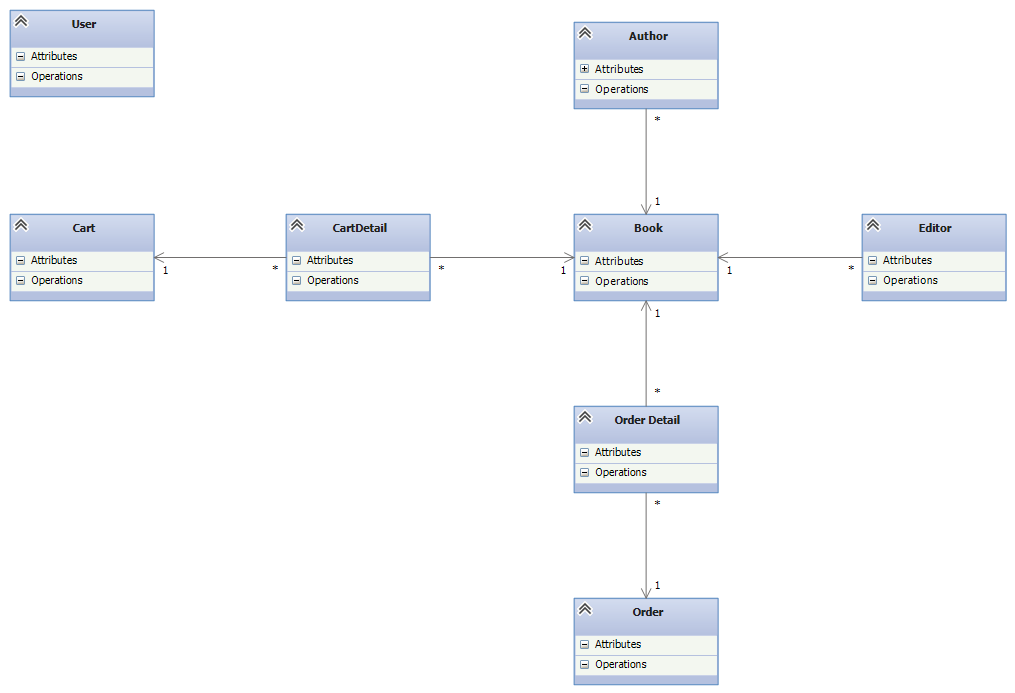 User
Attributes
Operations
Author
Attributes
Operations
*
1
Cart
Attributes
Operations
1
*
CartDetail
Attributes
Operations
*
1
Book
Attributes
Operations
1
*
Editor
Attributes
Operations
1
*
Order Detail
Attributes
Operations
*
1
Order
Attributes
Operations